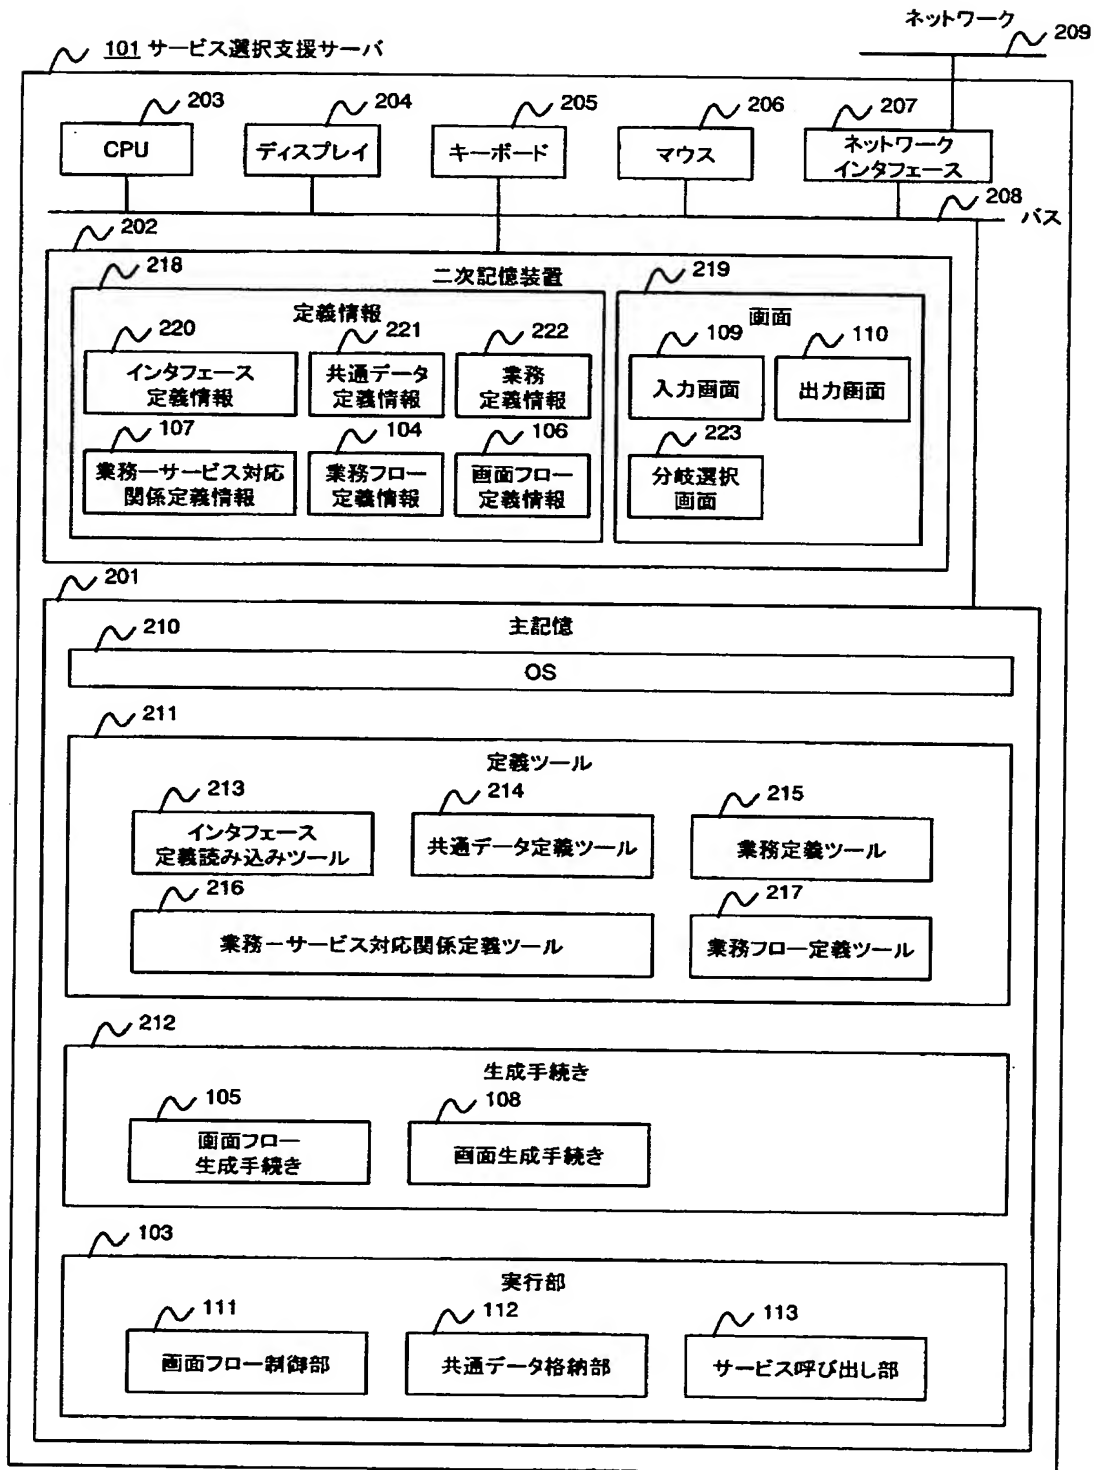 ネットワーク
209
101 サービス選択支援サーバ
203
204
205
206
207
CPU
ディスプレイ
キーボード
マウス
ネットワーク
インタフェース
208
バス
202
二次記憶装置
218
定義情報
219
画面
220
インタフェース
定義情報
221
共通データ
定義情報
222
業務
定義情報
109
入力画面
110
出力画面
107
業務ーサービス対応
関係定義情報
104
業務フロー
定義情報
106
画面フロー
定義情報
223
分岐選択
画面
201
主記憶
210
OS
211
定義ツール
213
インタフェース
定義読み込みツール
214
共通データ定義ツール
215
業務定義ツール
216
業務ーサービス対応関係定義ツール
217
業務フロー定義ツール
212
生成手続き
105
画面フロー
生成手続き
108
画面生成手続き
103
実行部
111
画面フロー制御部
112
共通データ格納部
113
サービス呼び出し部